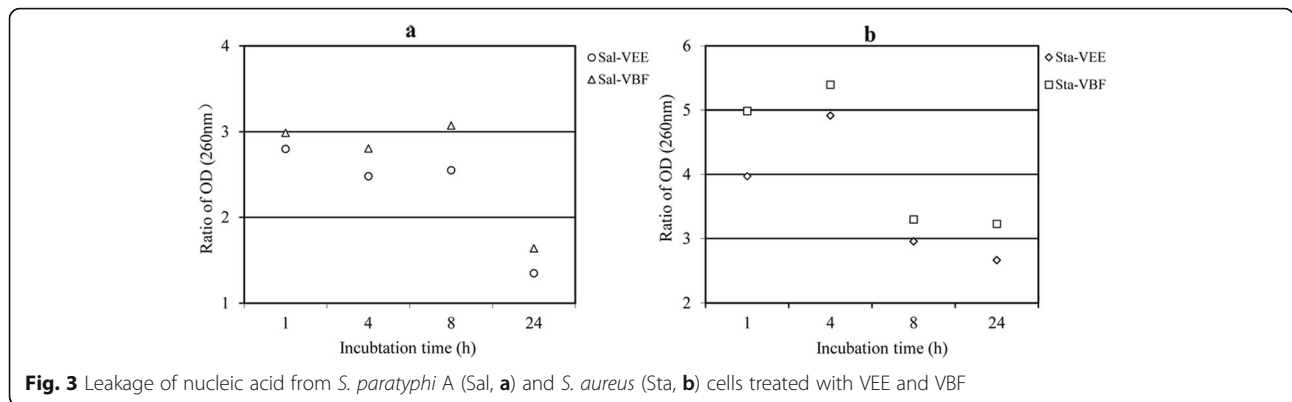 a
4
3
2
1
Ratio of OD (260nm)
1 4 8 24
Incubtation time (h)
Sal-VEE
Sal-VBF
b
6
5
4
3
2
Ratio of OD (260nm)
1 4 8 24
Incubation time (h)
Sta-VEE
Sta-VBF
Fig. 3 Leakage of nucleic acid from S. paratyphi A (Sal, a) and S. aureus (Sta, b) cells treated with VEE and VBF